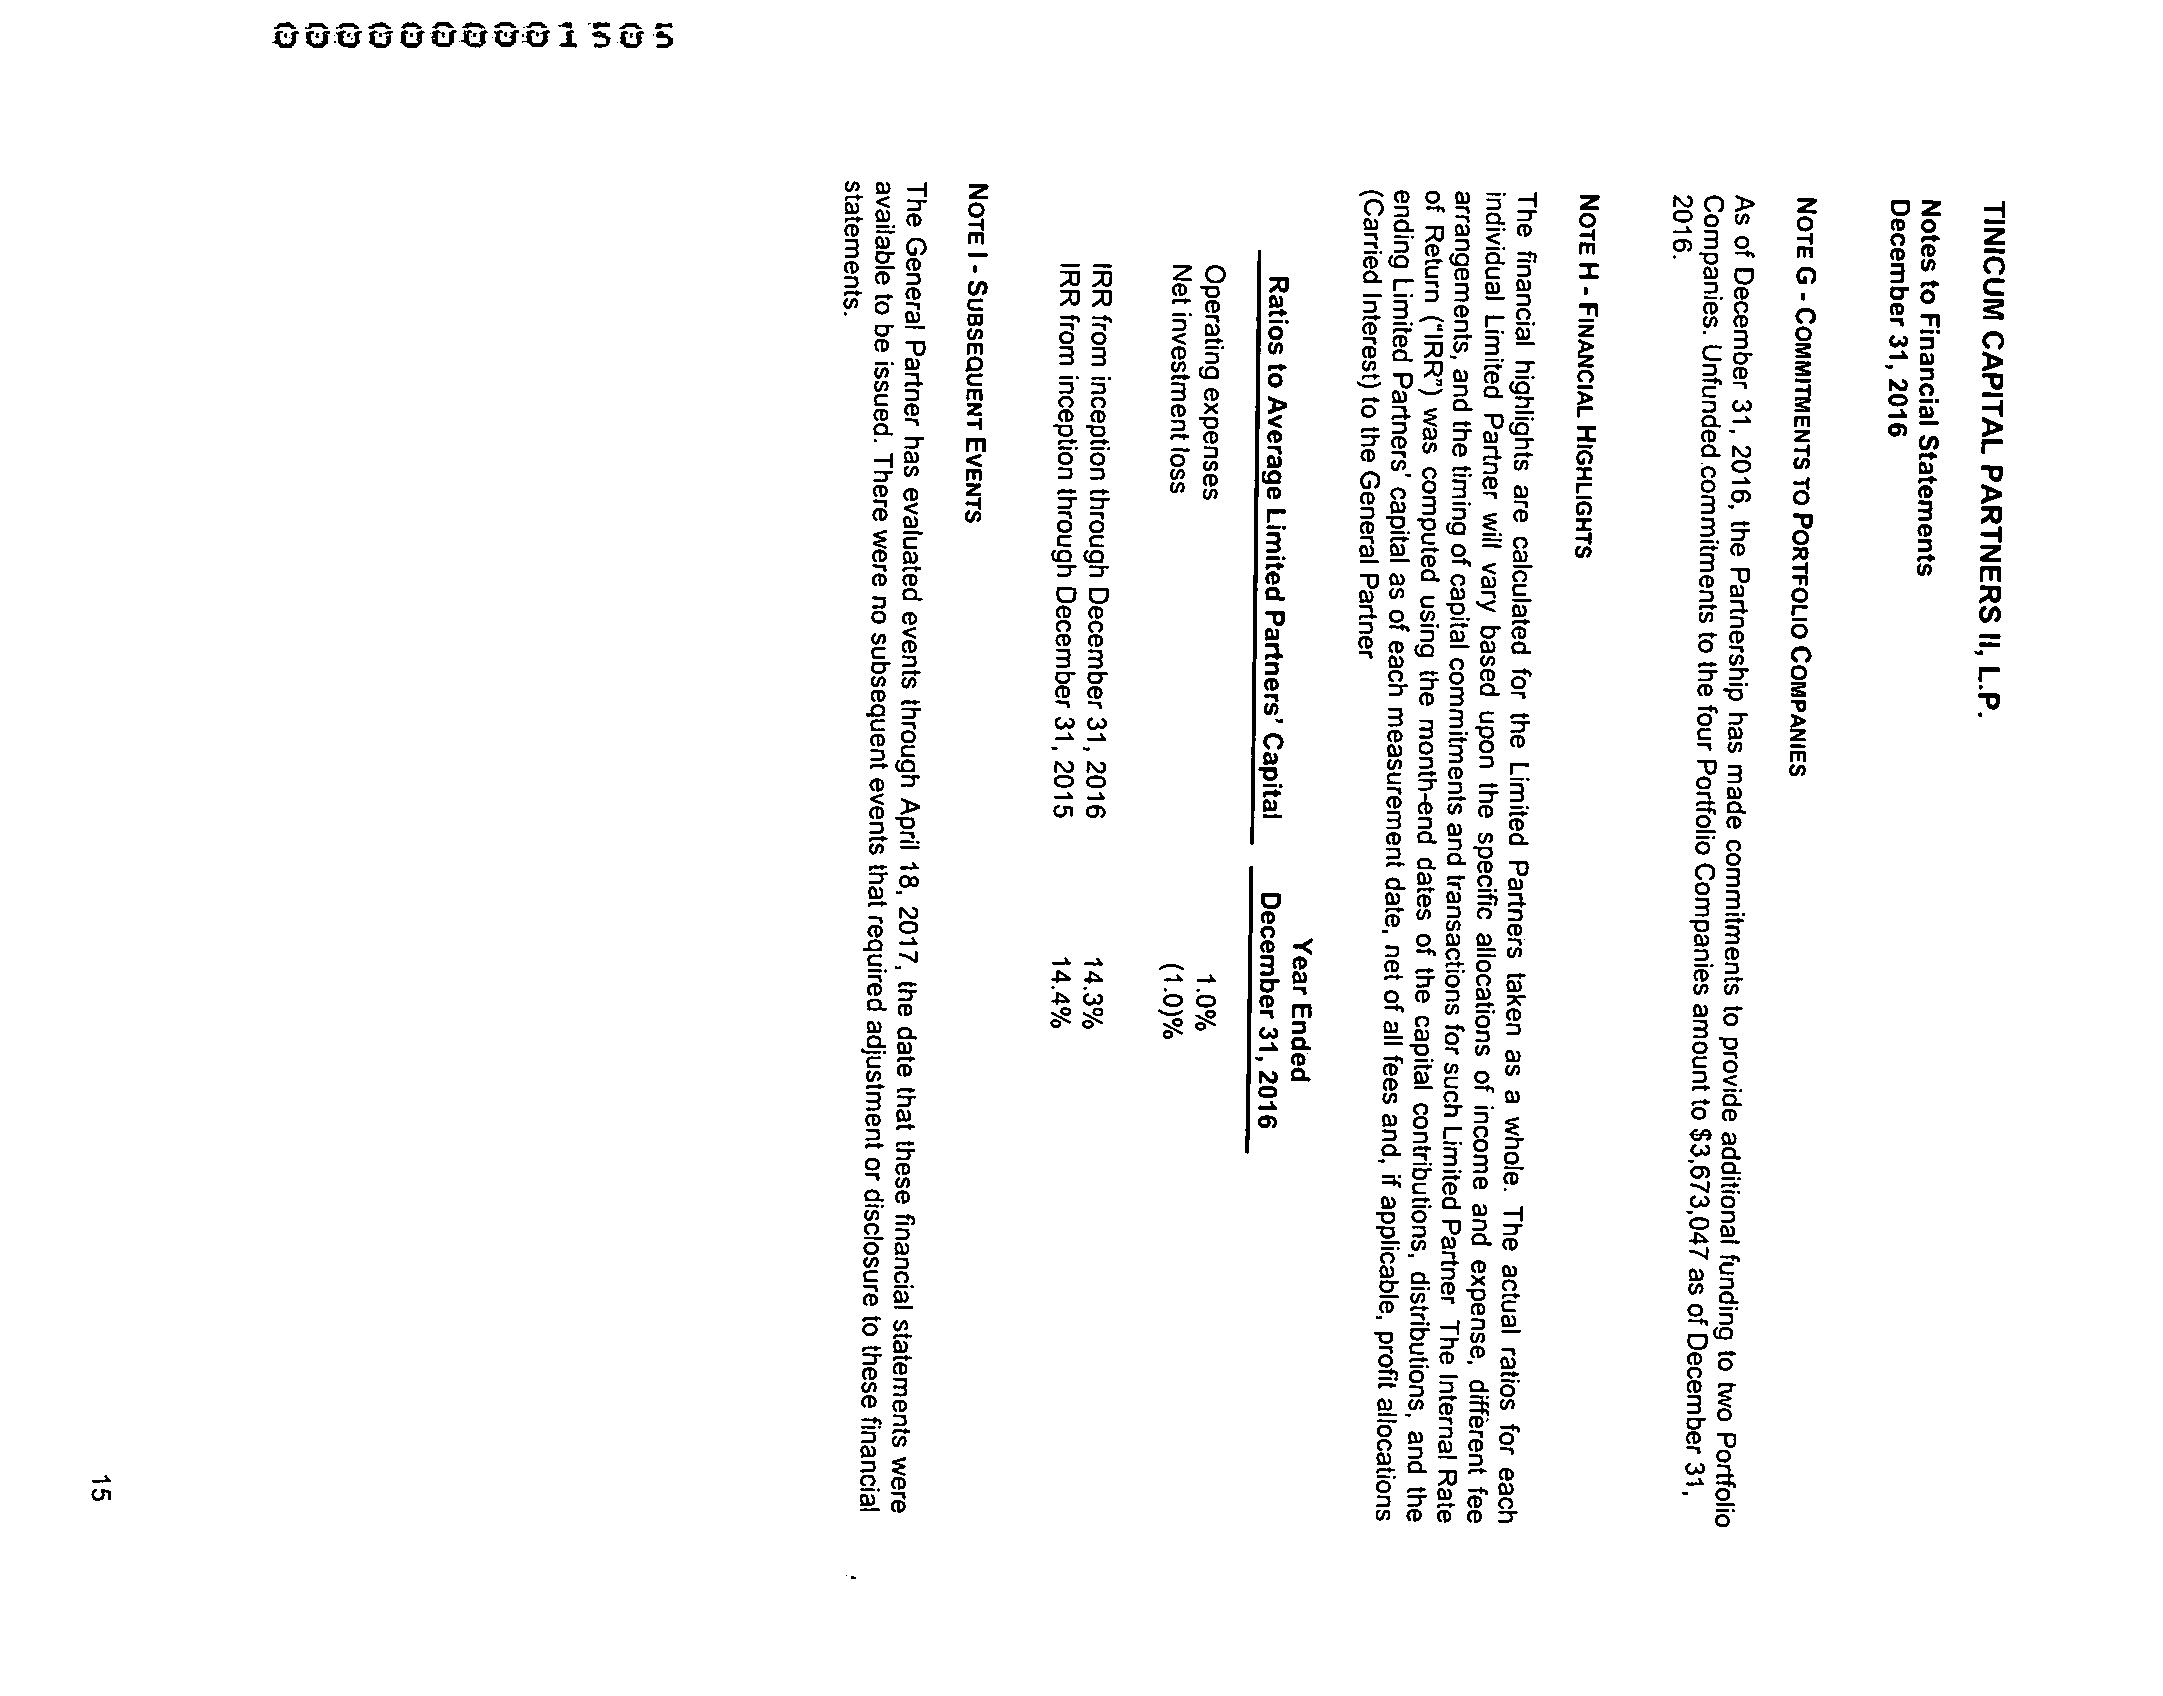 TINICUM CAPITAL PARTNERS II, L.P.
Notes to Financial Statements
December 31, 2016
NOTE G - COMMITMENTS TO PORTFOLIO COMPANIES
As of December 31, 2016, the Partnership has made commitments to provide additional funding to two Portfolio
Companies. Unfunded commitments to the four Portfolio Companies amount to $3,673,047 as of December 31,
2016.
NOTE H - FINANCIAL HIGHLIGHTS
The financial highlights are calculated for the Limited Partners taken as a whole. The actual ratios for each
individual Limited Partner will vary based upon the specific allocations of income and expense, different fee
arrangements, and the timing of capital commitments and transactions for such Limited Partner The Internal Rate
of Return ("IRR") was computed using the month-end dates of the capital contributions, distributions, and the
ending Limited Partners' capital as of each measurement date, net of all fees and, if applicable, profit allocations
(Carried Interest) to the General Partner
Year Ended
Ratios to Average Limited Partners' Capital December 31, 2016
Operating expenses 1.0%
Net investment loss (1.0)%
IRR from inception through December 31, 2016 14.3%
IRR from inception through December 31, 2015 14.4%
NOTE I - SUBSEQUENT EVENTS
The General Partner has evaluated events through April 18, 2017, the date that these financial statements were
available to be issued. There were no subsequent events that required adjustment or disclosure to these financial
statements.
15
0000000001505